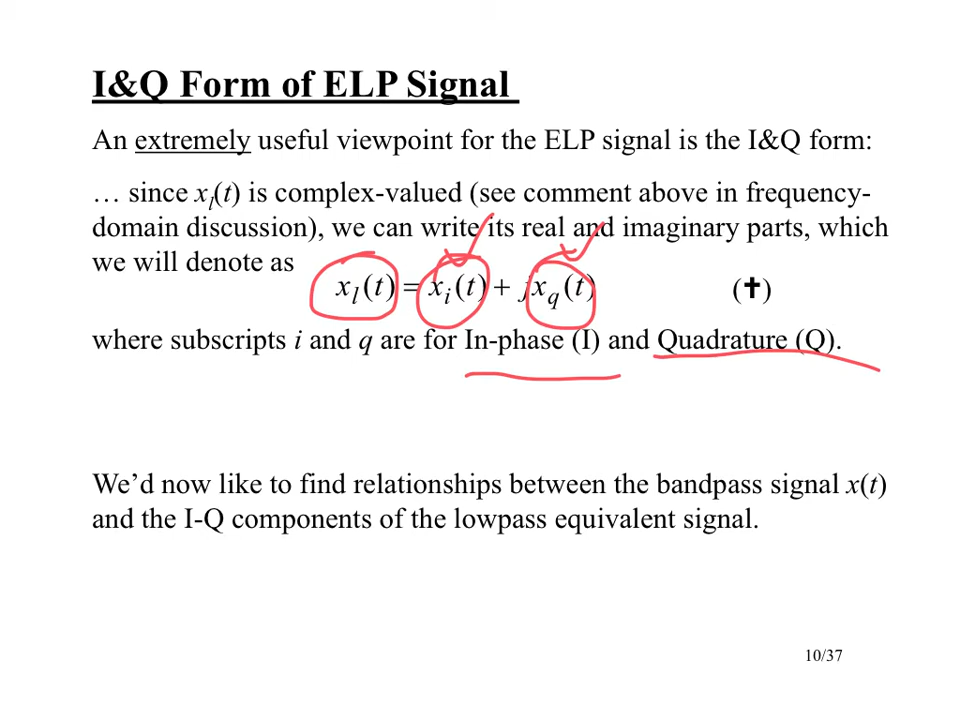 I&Q Form of ELP Signal
An extremely useful viewpoint for the ELP signal is the I&Q form:
… since xl(t) is complex-valued (see comment above in frequency-
domain discussion), we can write its real and imaginary parts, which
we will denote as
xl(t) = xi(t) + jxq(t) (✝)
where subscripts i and q are for In-phase (I) and Quadrature (Q).
We’d now like to find relationships between the bandpass signal x(t)
and the I-Q components of the lowpass equivalent signal.
10/37